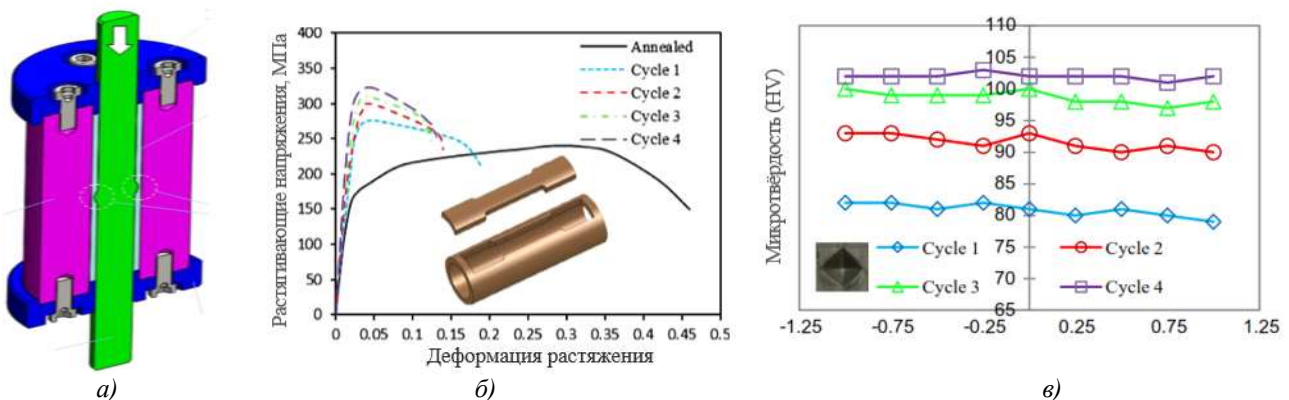 400
350
300
250
200
150
100
50
0
Растягивающие напряжения, МПа
Annealed
Cycle 1
Cycle 2
Cycle 3
Cycle 4
0 0.05 0.1 0.15 0.2 0.25 0.3 0.35 0.4 0.45 0.5
Деформация растяжения
110
105
100
95
90
85
80
75
70
65
Микротвёрдость (HV)
Cycle 1 Cycle 2
Cycle 3 Cycle 4
-1.25 -0.75 -0.25 0.25 0.75 1.25
а) б) в)